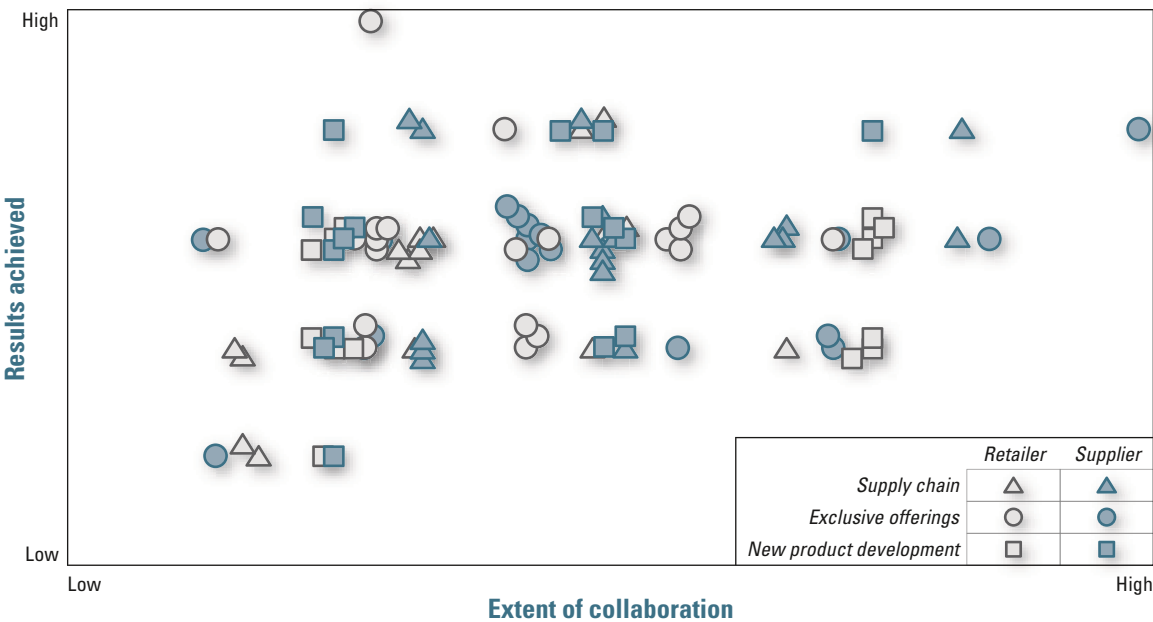 High
Results achieved
Low
Low
High
Extent of collaboration
Retailer Supplier
Supply chain
Exclusive offerings
New product development